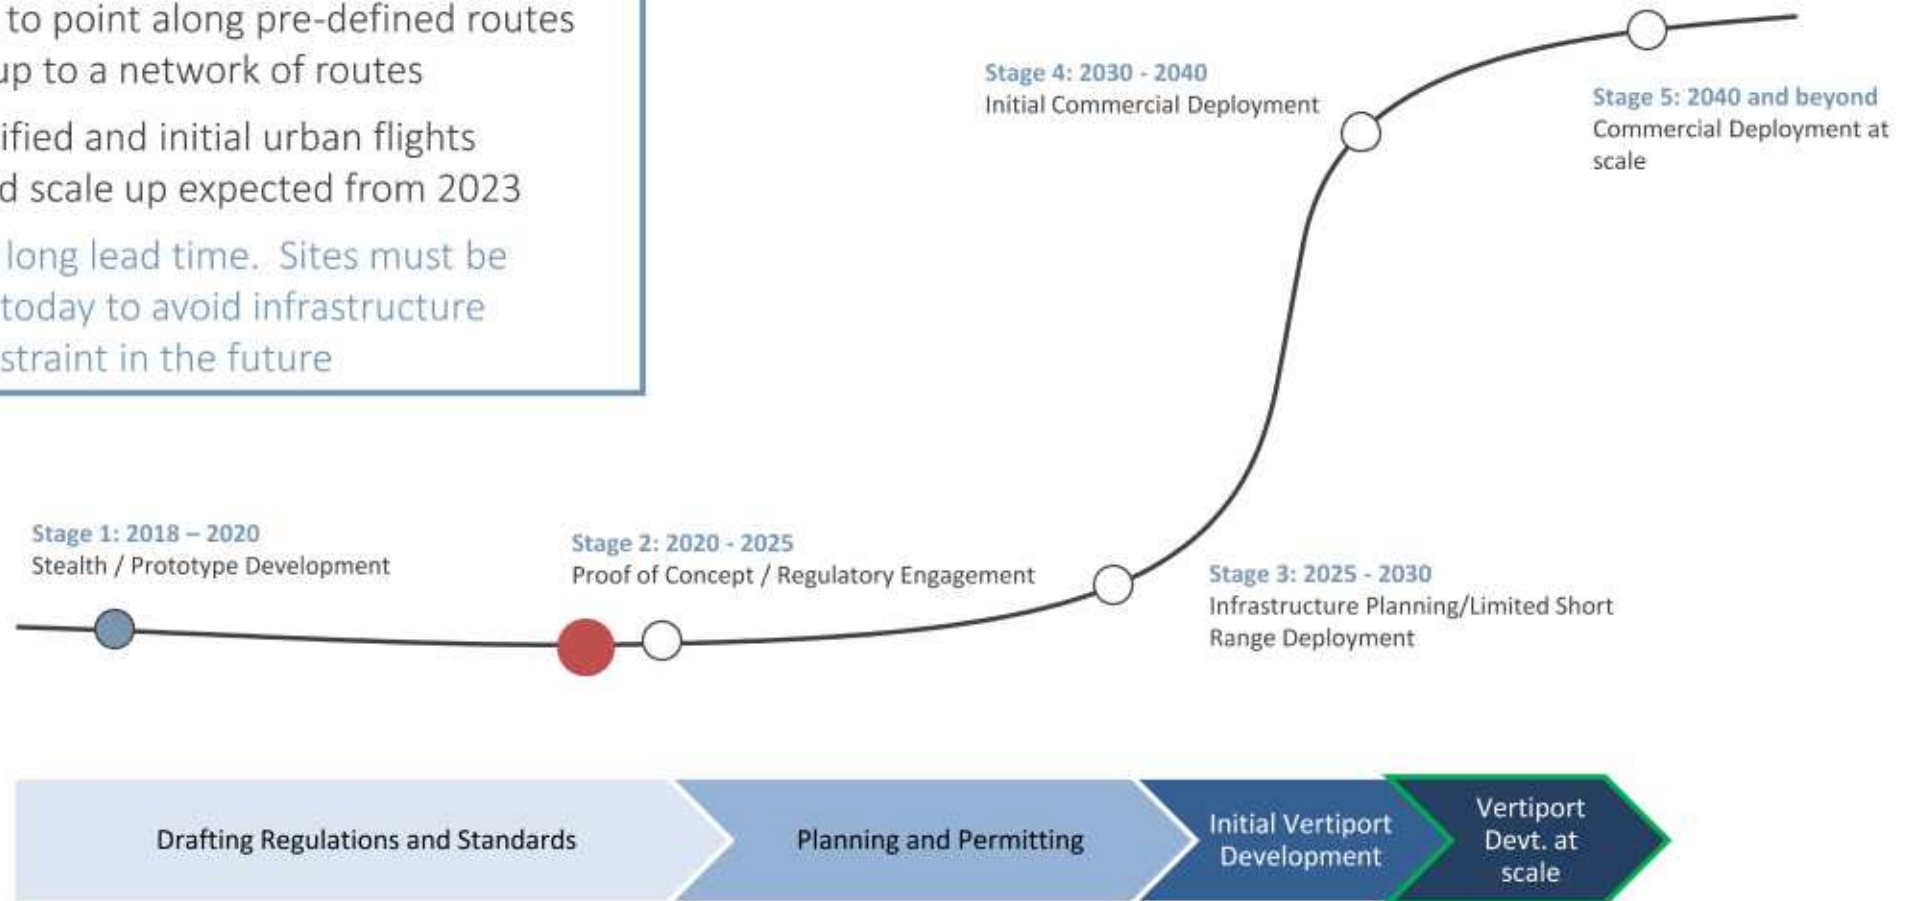 to point along pre-defined routes
up to a network of routes
ified and initial urban flights
d scale up expected from 2023
long lead time.  Sites must be
today to avoid infrastructure
straint in the future
Stage 4: 2030 - 2040
Initial Commercial Deployment
Stage 5: 2040 and beyond
Commercial Deployment at
scale
Stage 1: 2018 – 2020
Stealth / Prototype Development
Stage 2: 2020 - 2025
Proof of Concept / Regulatory Engagement
Stage 3: 2025 - 2030
Infrastructure Planning/Limited Short
Range Deployment
Drafting Regulations and Standards
Planning and Permitting
Initial Vertiport
Development
Vertiport
Devt. at
scale